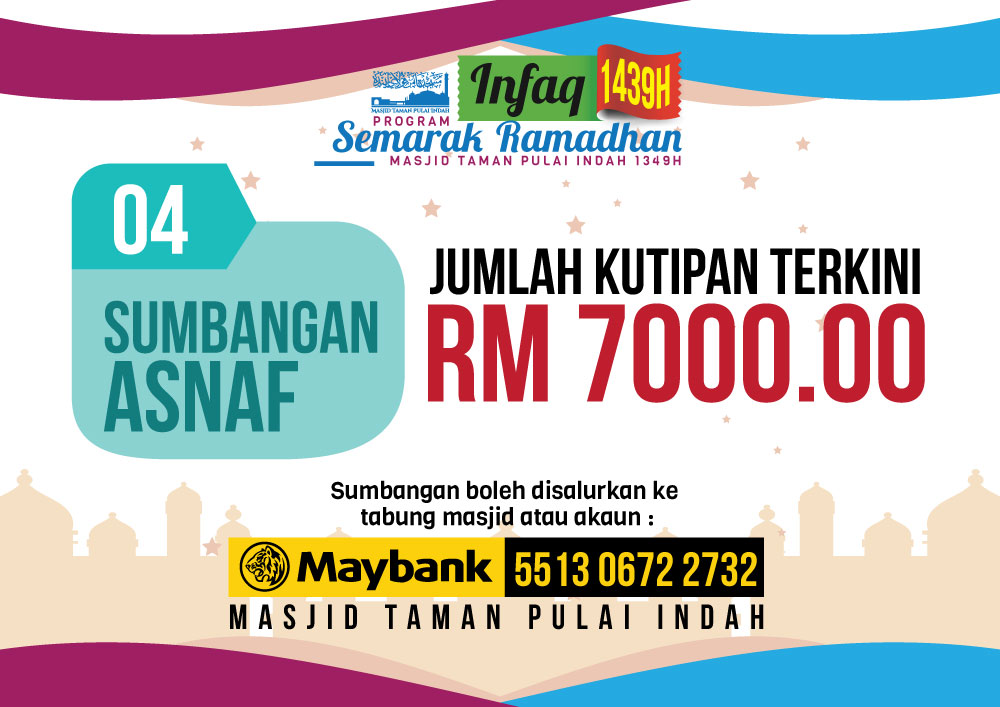 Infaq 1439H
MASJID TAMAN PULAI INDAH
PROGRAM
Semarak Ramadhan
MASJID TAMAN PULAI INDAH 1349H
04
SUMBANGAN
ASNAF
JUMLAH KUTIPAN TERKINI
RM 7000.00
Sumbangan boleh disalurkan ke
tabung masjid atau akaun :
Maybank 5513 0672 2732
MASJID TAMAN PULAI INDAH